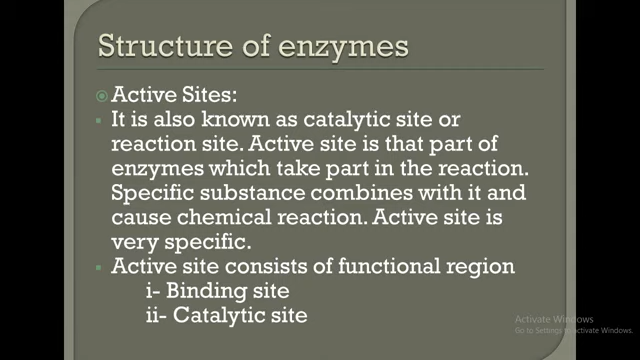 Structure of enzymes
Active Sites:
It is also known as catalytic site or
reaction site. Active site is that part of
enzymes which take part in the reaction.
Specific substance combines with it and
cause chemical reaction. Active site is
very specific.
Active site consists of functional region
i- Binding site
ii- Catalytic site
Activate Windows
Go to Settings to activate Windows.